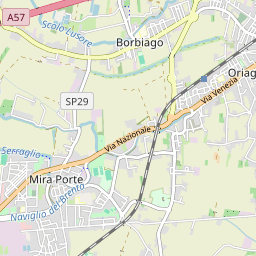 A57
Scolo Lusore
Borbiago
Oriag
Via Venezia
SP29
Via Nazionale
Serraglio
Mira Porte
Naviglio del Brenta